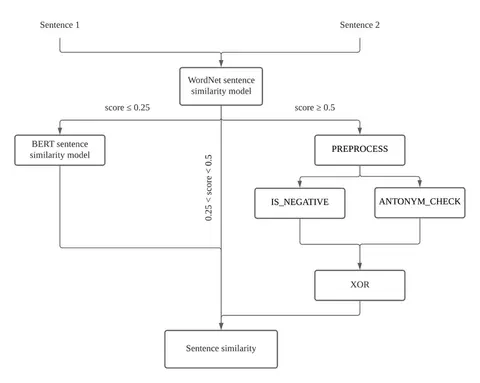 Sentence 1
Sentence 2
WordNet sentence
similarity model
score ≤ 0.25
score ≥ 0.5
BERT sentence
similarity model
0.25 < score < 0.5
PREPROCESS
IS_NEGATIVE
ANTONYM_CHECK
XOR
Sentence similarity